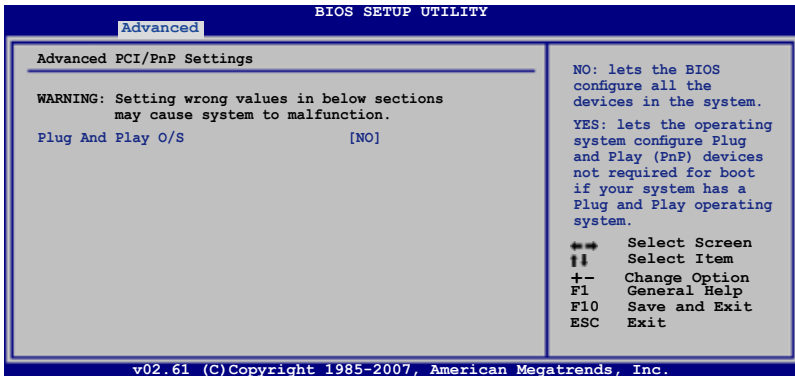 BIOS SETUP UTILITY
Advanced
Advanced PCI/PnP Settings
WARNING: Setting wrong values in below sections
may cause system to malfunction.
Plug And Play O/S [NO]
NO: lets the BIOS
configure all the
devices in the system.
YES: lets the operating
system configure Plug
and Play (PnP) devices
not required for boot
if your system has a
Plug and Play operating
system.
←→ Select Screen
↑↓ Select Item
+- Change Option
F1 General Help
F10 Save and Exit
ESC Exit
v02.61 (C)Copyright 1985-2007, American Megatrends, Inc.